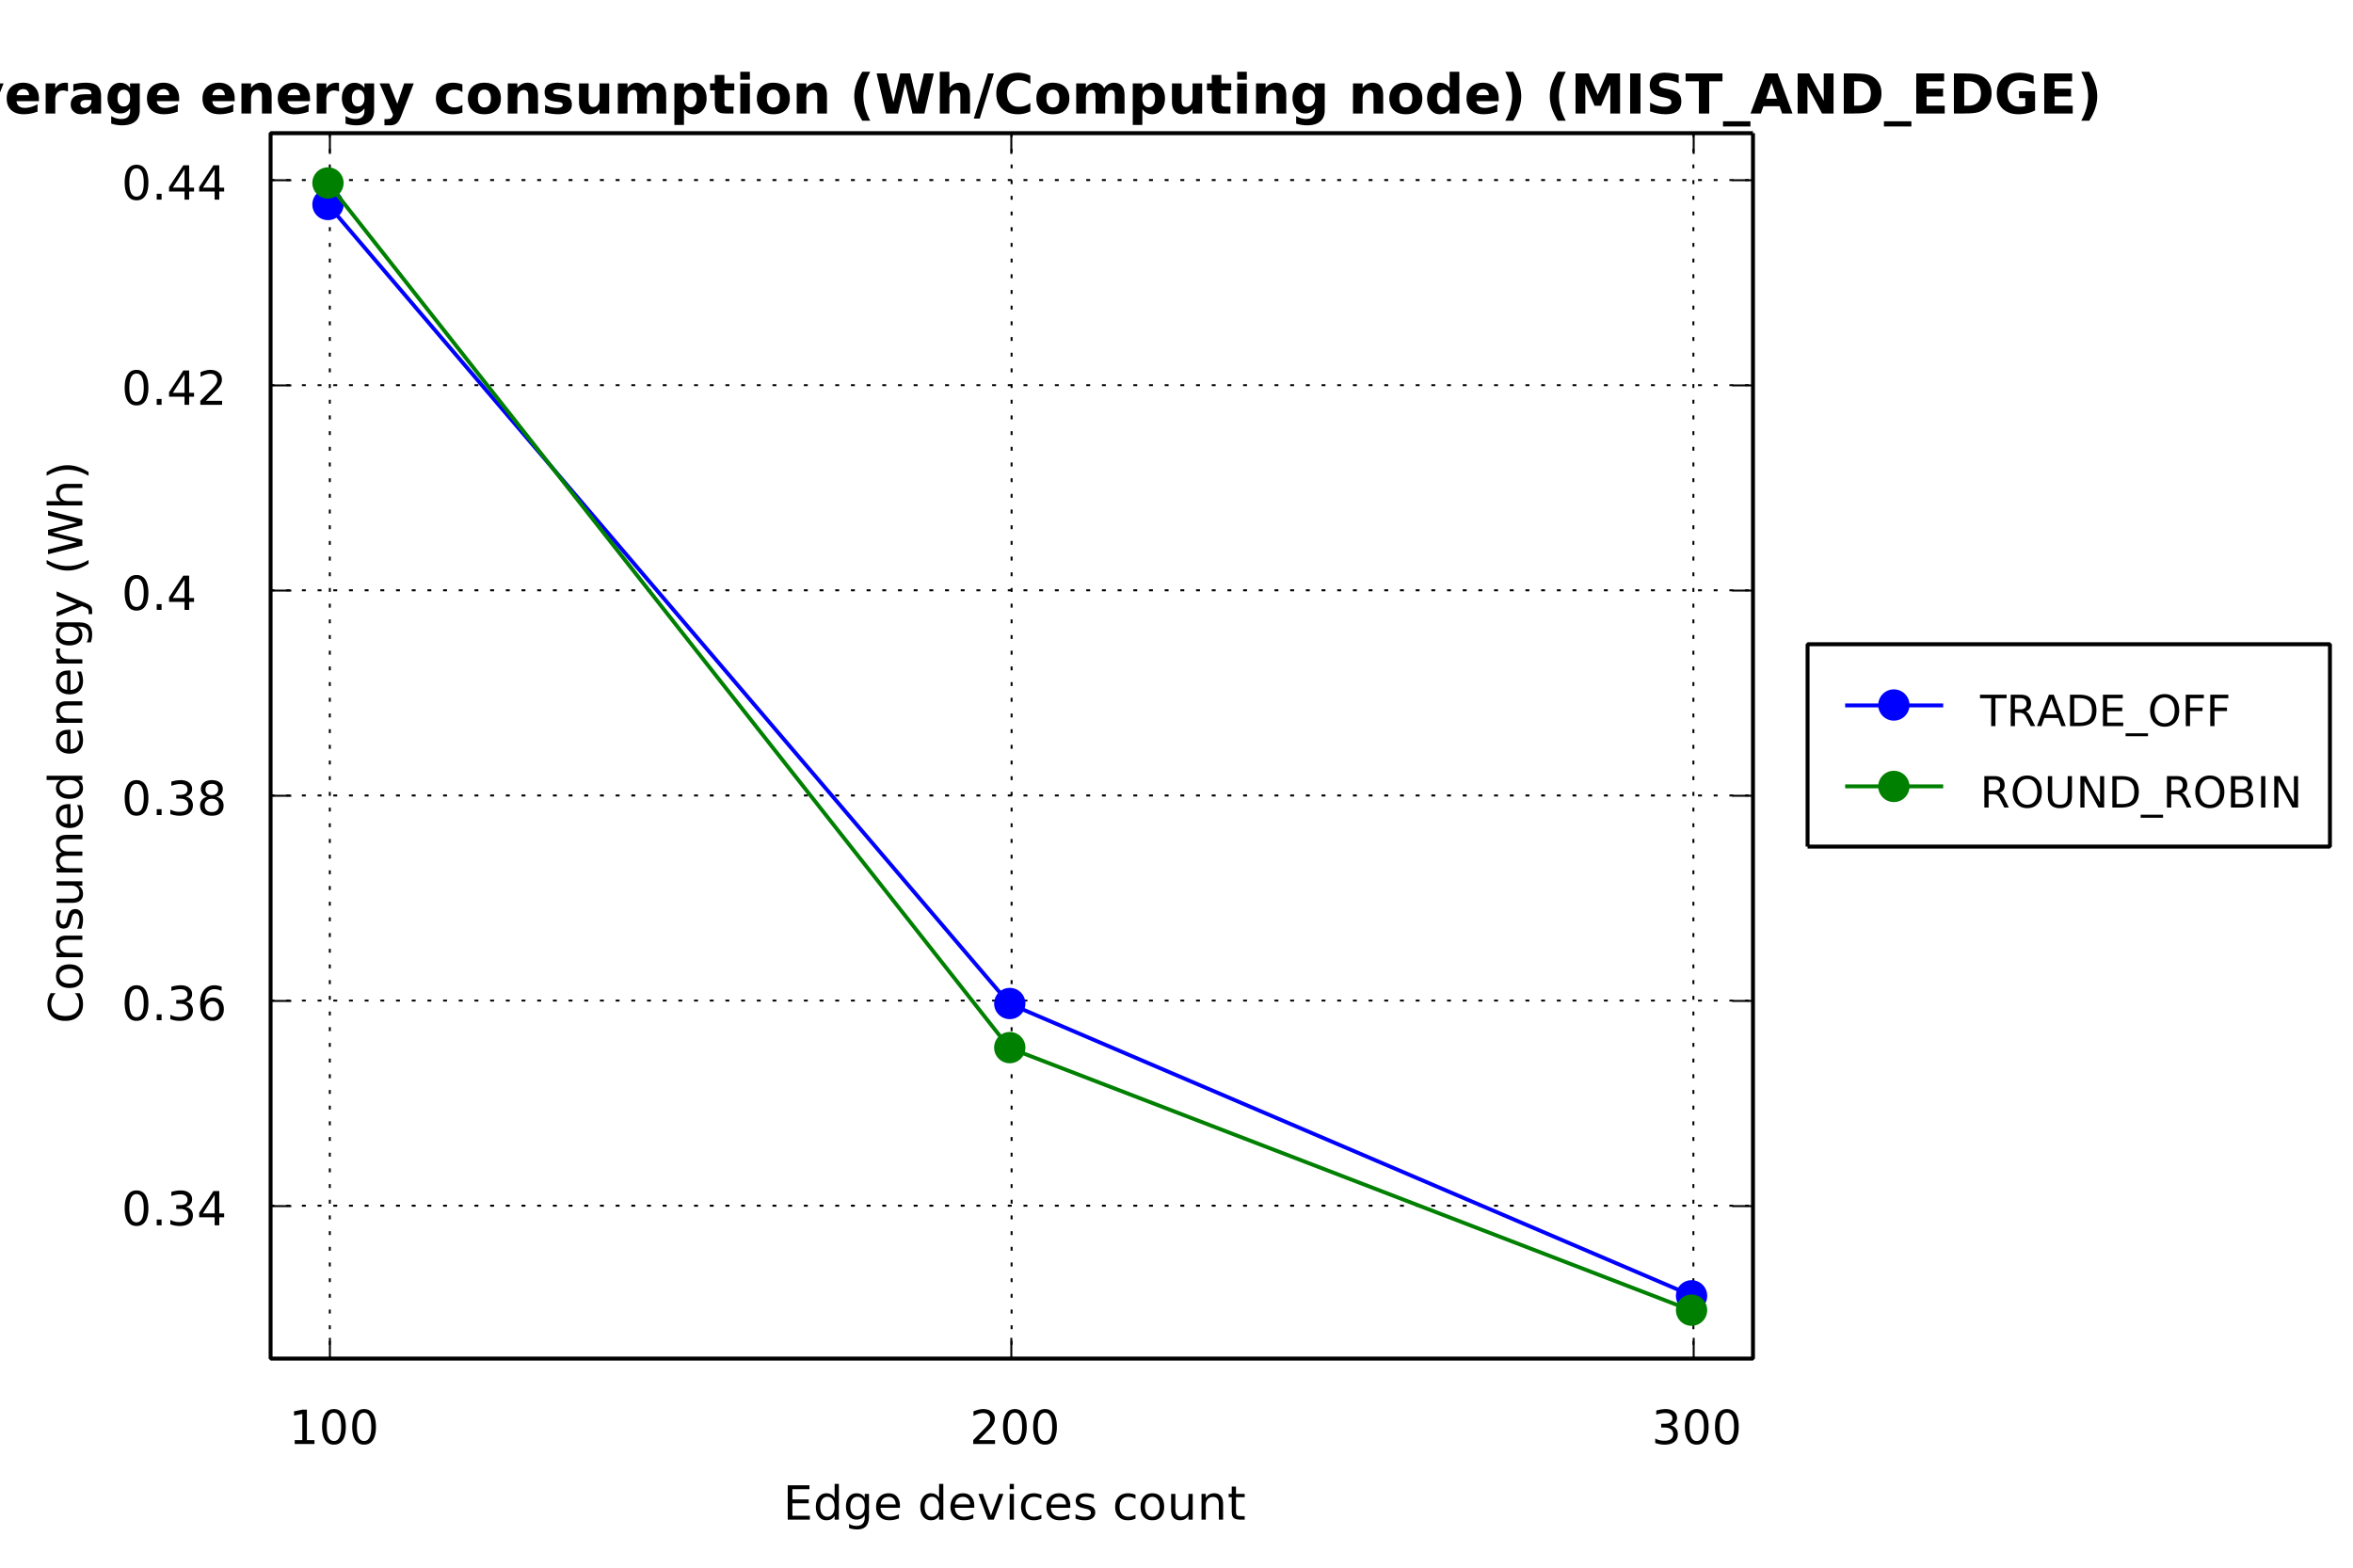 verage energy consumption (Wh/Computing node) (MIST_AND_EDGE)
0.44
0.42
0.4
0.38
0.36
0.34
Consumed energy (Wh)
TRADE_OFF
ROUND_ROBIN
100 200 300
Edge devices count